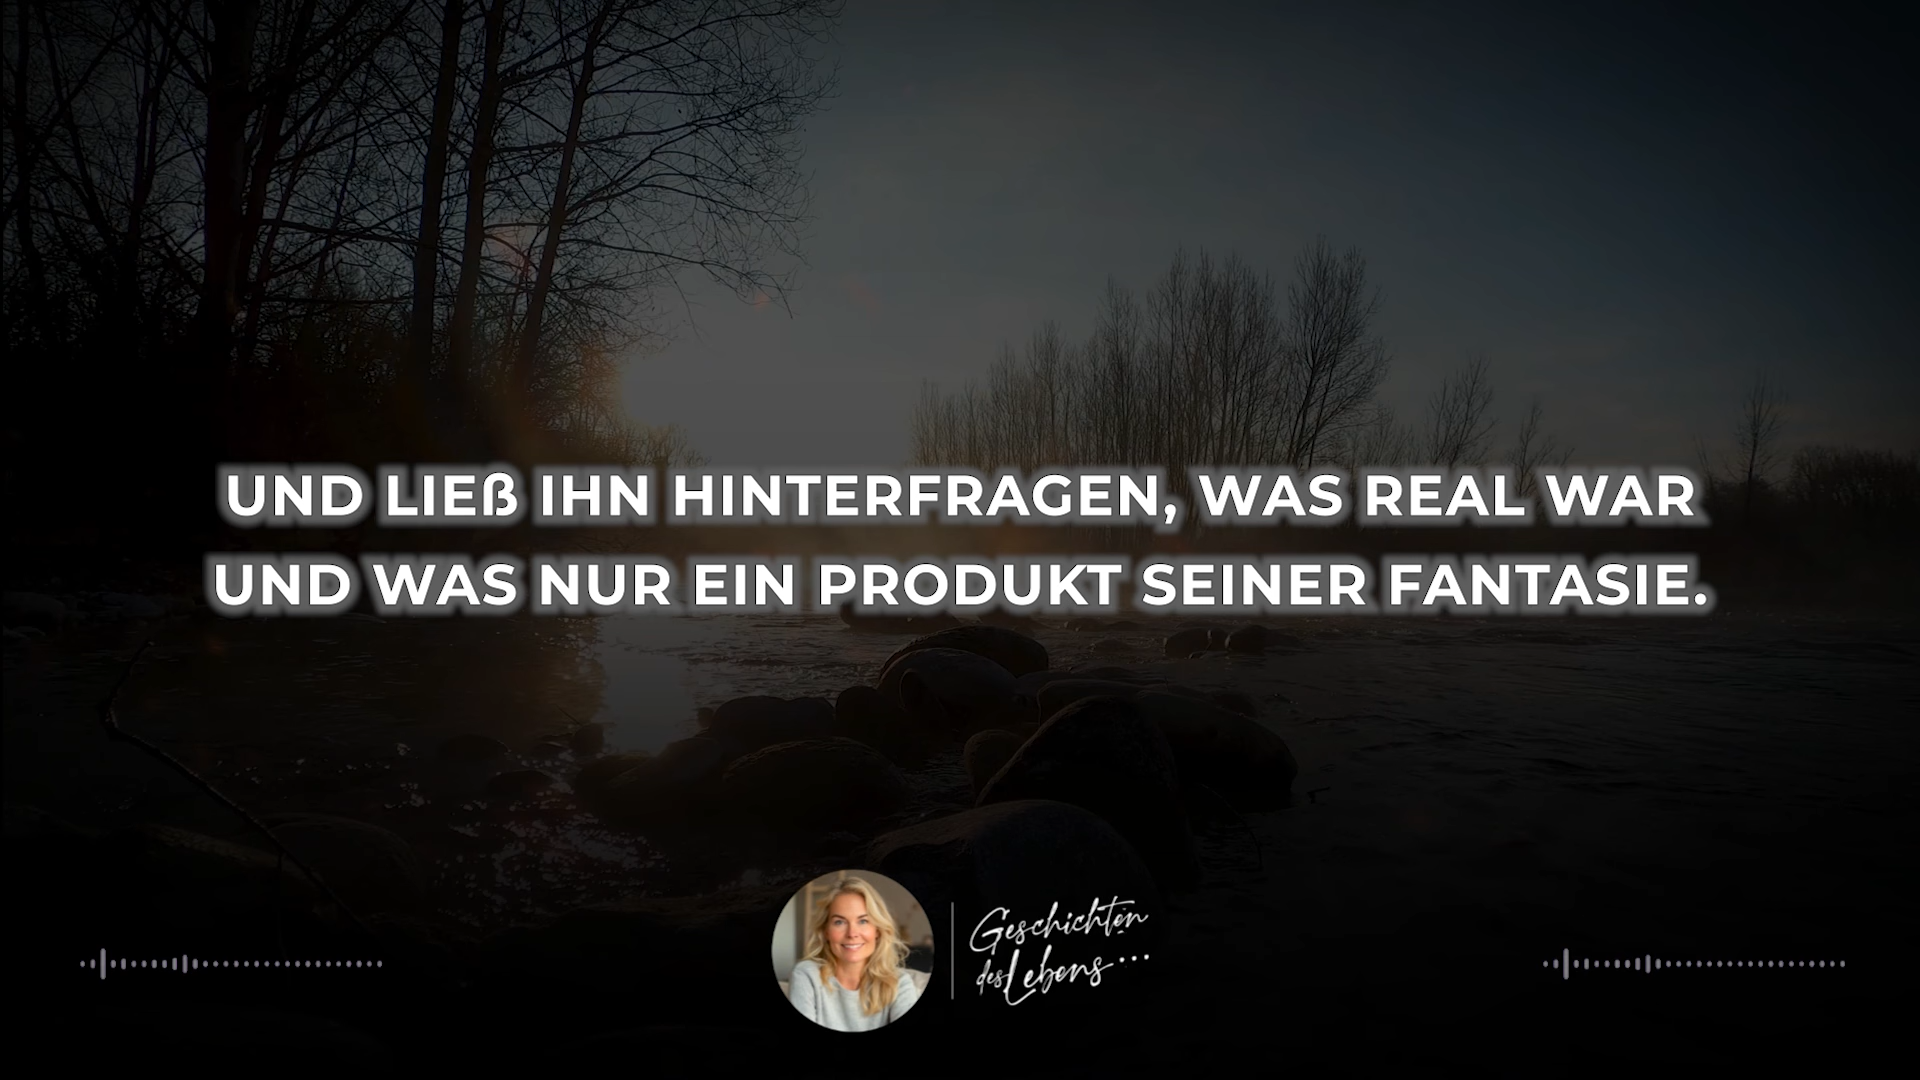 UND LIEß IHN HINTERFRAGEN, WAS REAL WAR
UND WAS NUR EIN PRODUKT SEINER FANTASIE.
Geschichten
des Lebens...